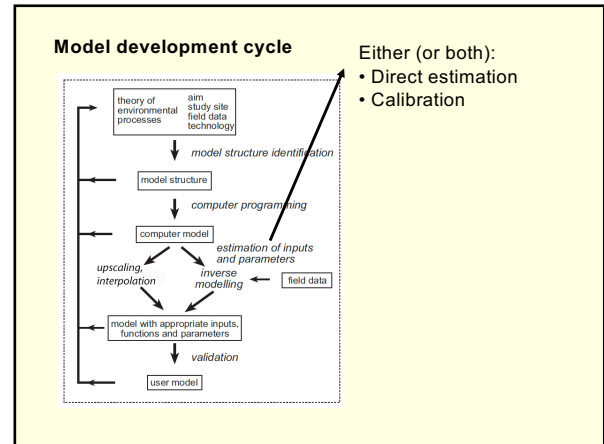 Model development cycle
Either (or both):
• Direct estimation
• Calibration
theory of
environmental
processes
aim
study site
field data
technology
model structure identification
model structure
computer programming
computer model
estimation of inputs
and parameters
upscaling,
interpolation
inverse
modelling
field data
model with appropriate inputs,
functions and parameters
validation
user model